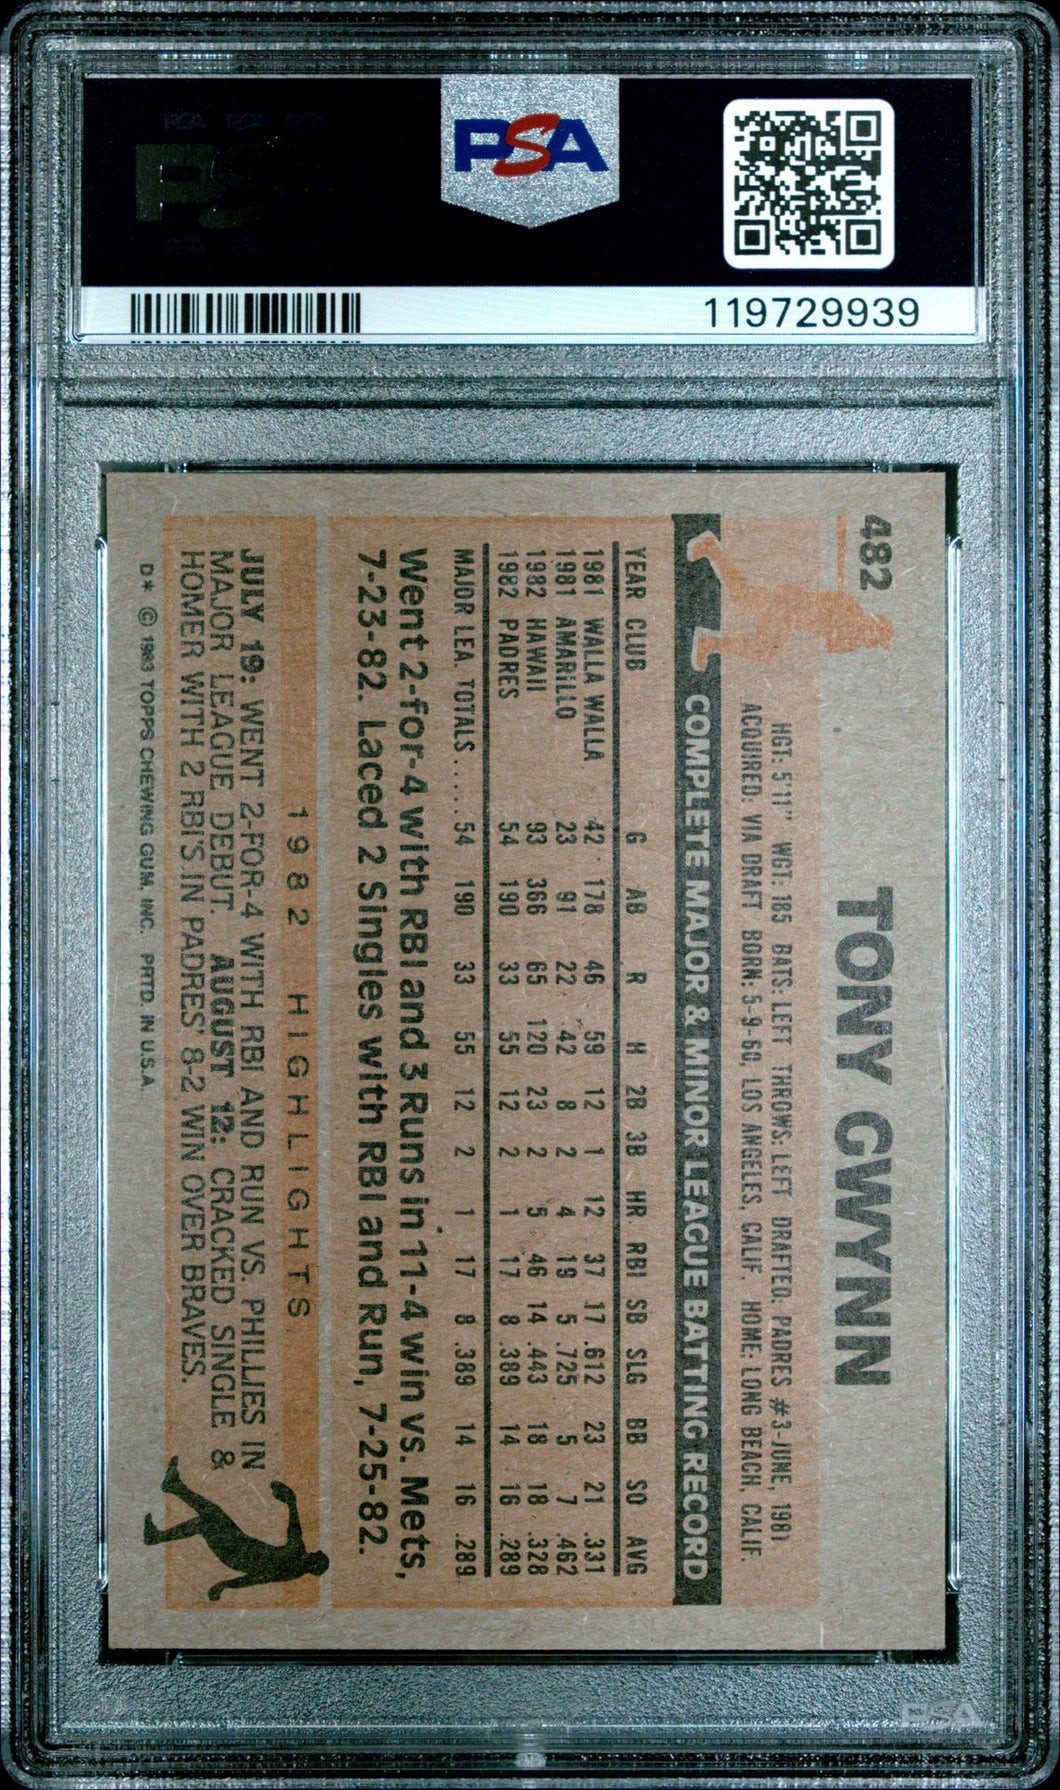 PSA
119729939
482
TONY GWYNN
HGT: 5'11" WGT: 185 BATS: LEFT THROWS: LEFT DRAFTED: PADRES #3-JUNE, 1981
ACQUIRED: VIA DRAFT BORN: 5-9-60, LOS ANGELES, CALIF. HOME: LONG BEACH, CALIF.
COMPLETE MAJOR & MINOR LEAGUE BATTING RECORD
YEAR CLUB G AB R H 2B 3B HR RBI SB SLG BB SO AVG
1981 WALLA WALLA 42 178 46 59 12 1 12 37 17 .612 23 21 .331
1981 AMARILLO 23 91 22 42 8 2 4 19 5 .725 5 7 .462
1982 HAWAII 93 366 65 120 23 2 5 46 14 .443 18 18 .328
1982 PADRES 54 190 33 55 12 2 1 17 8 .389 14 16 .289
MAJOR LEA. TOTALS.....54 190 33 55 12 2 1 17 8 .389 14 16 .289
Went 2-for-4 with RBI and 3 Runs in 11-4 win vs. Mets,
7-23-82. Laced 2 Singles with RBI and Run, 7-25-82.
1982 HIGHLIGHTS
JULY 19: WENT 2-FOR-4 WITH RBI AND RUN VS. PHILLIES IN
MAJOR LEAGUE DEBUT. AUGUST 12: CRACKED SINGLE &
HOMER WITH 2 RBI'S IN PADRES' 8-2 WIN OVER BRAVES.
D* © 1983 TOPPS CHEWING GUM, INC. PRTD. IN U.S.A.
PSA